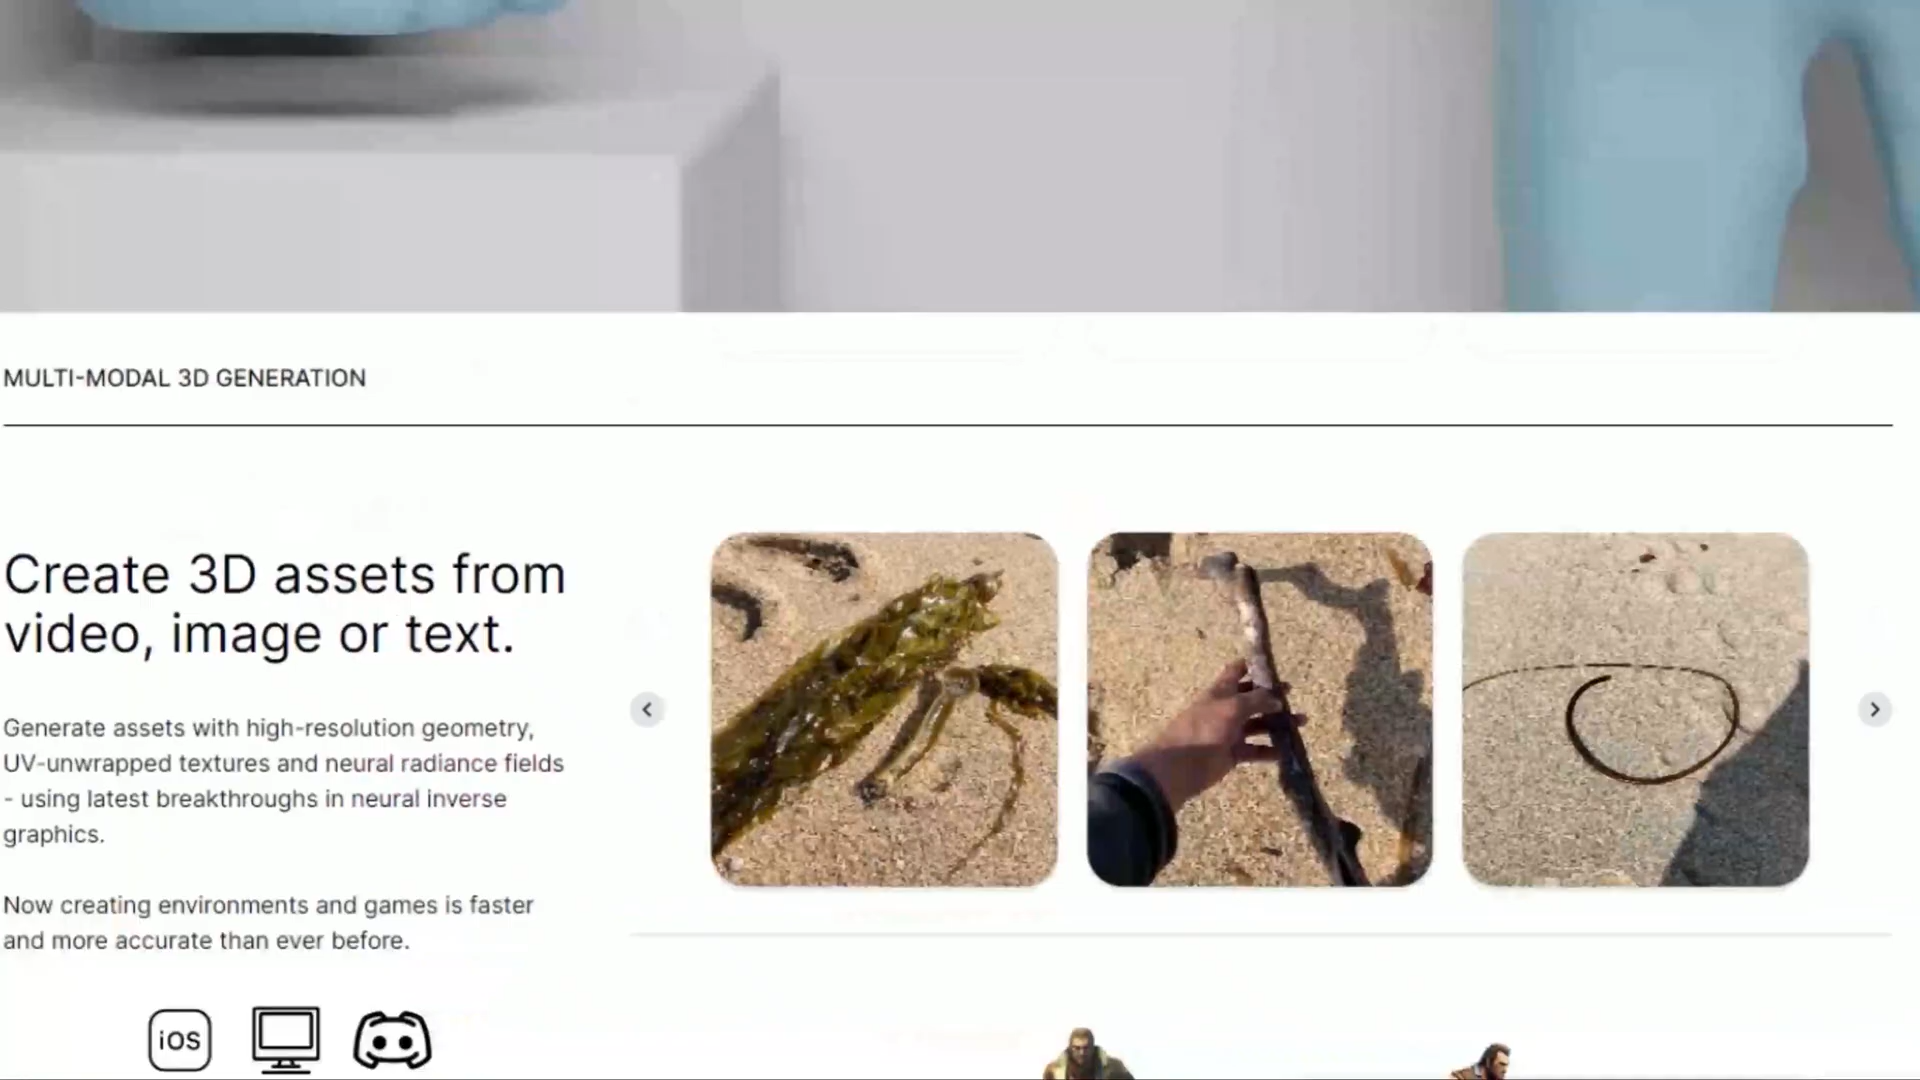 MULTI-MODAL 3D GENERATION
Create 3D assets from
video, image or text.
Generate assets with high-resolution geometry,
UV-unwrapped textures and neural radiance fields
- using latest breakthroughs in neural inverse
graphics.
Now creating environments and games is faster
and more accurate than ever before.
iOS